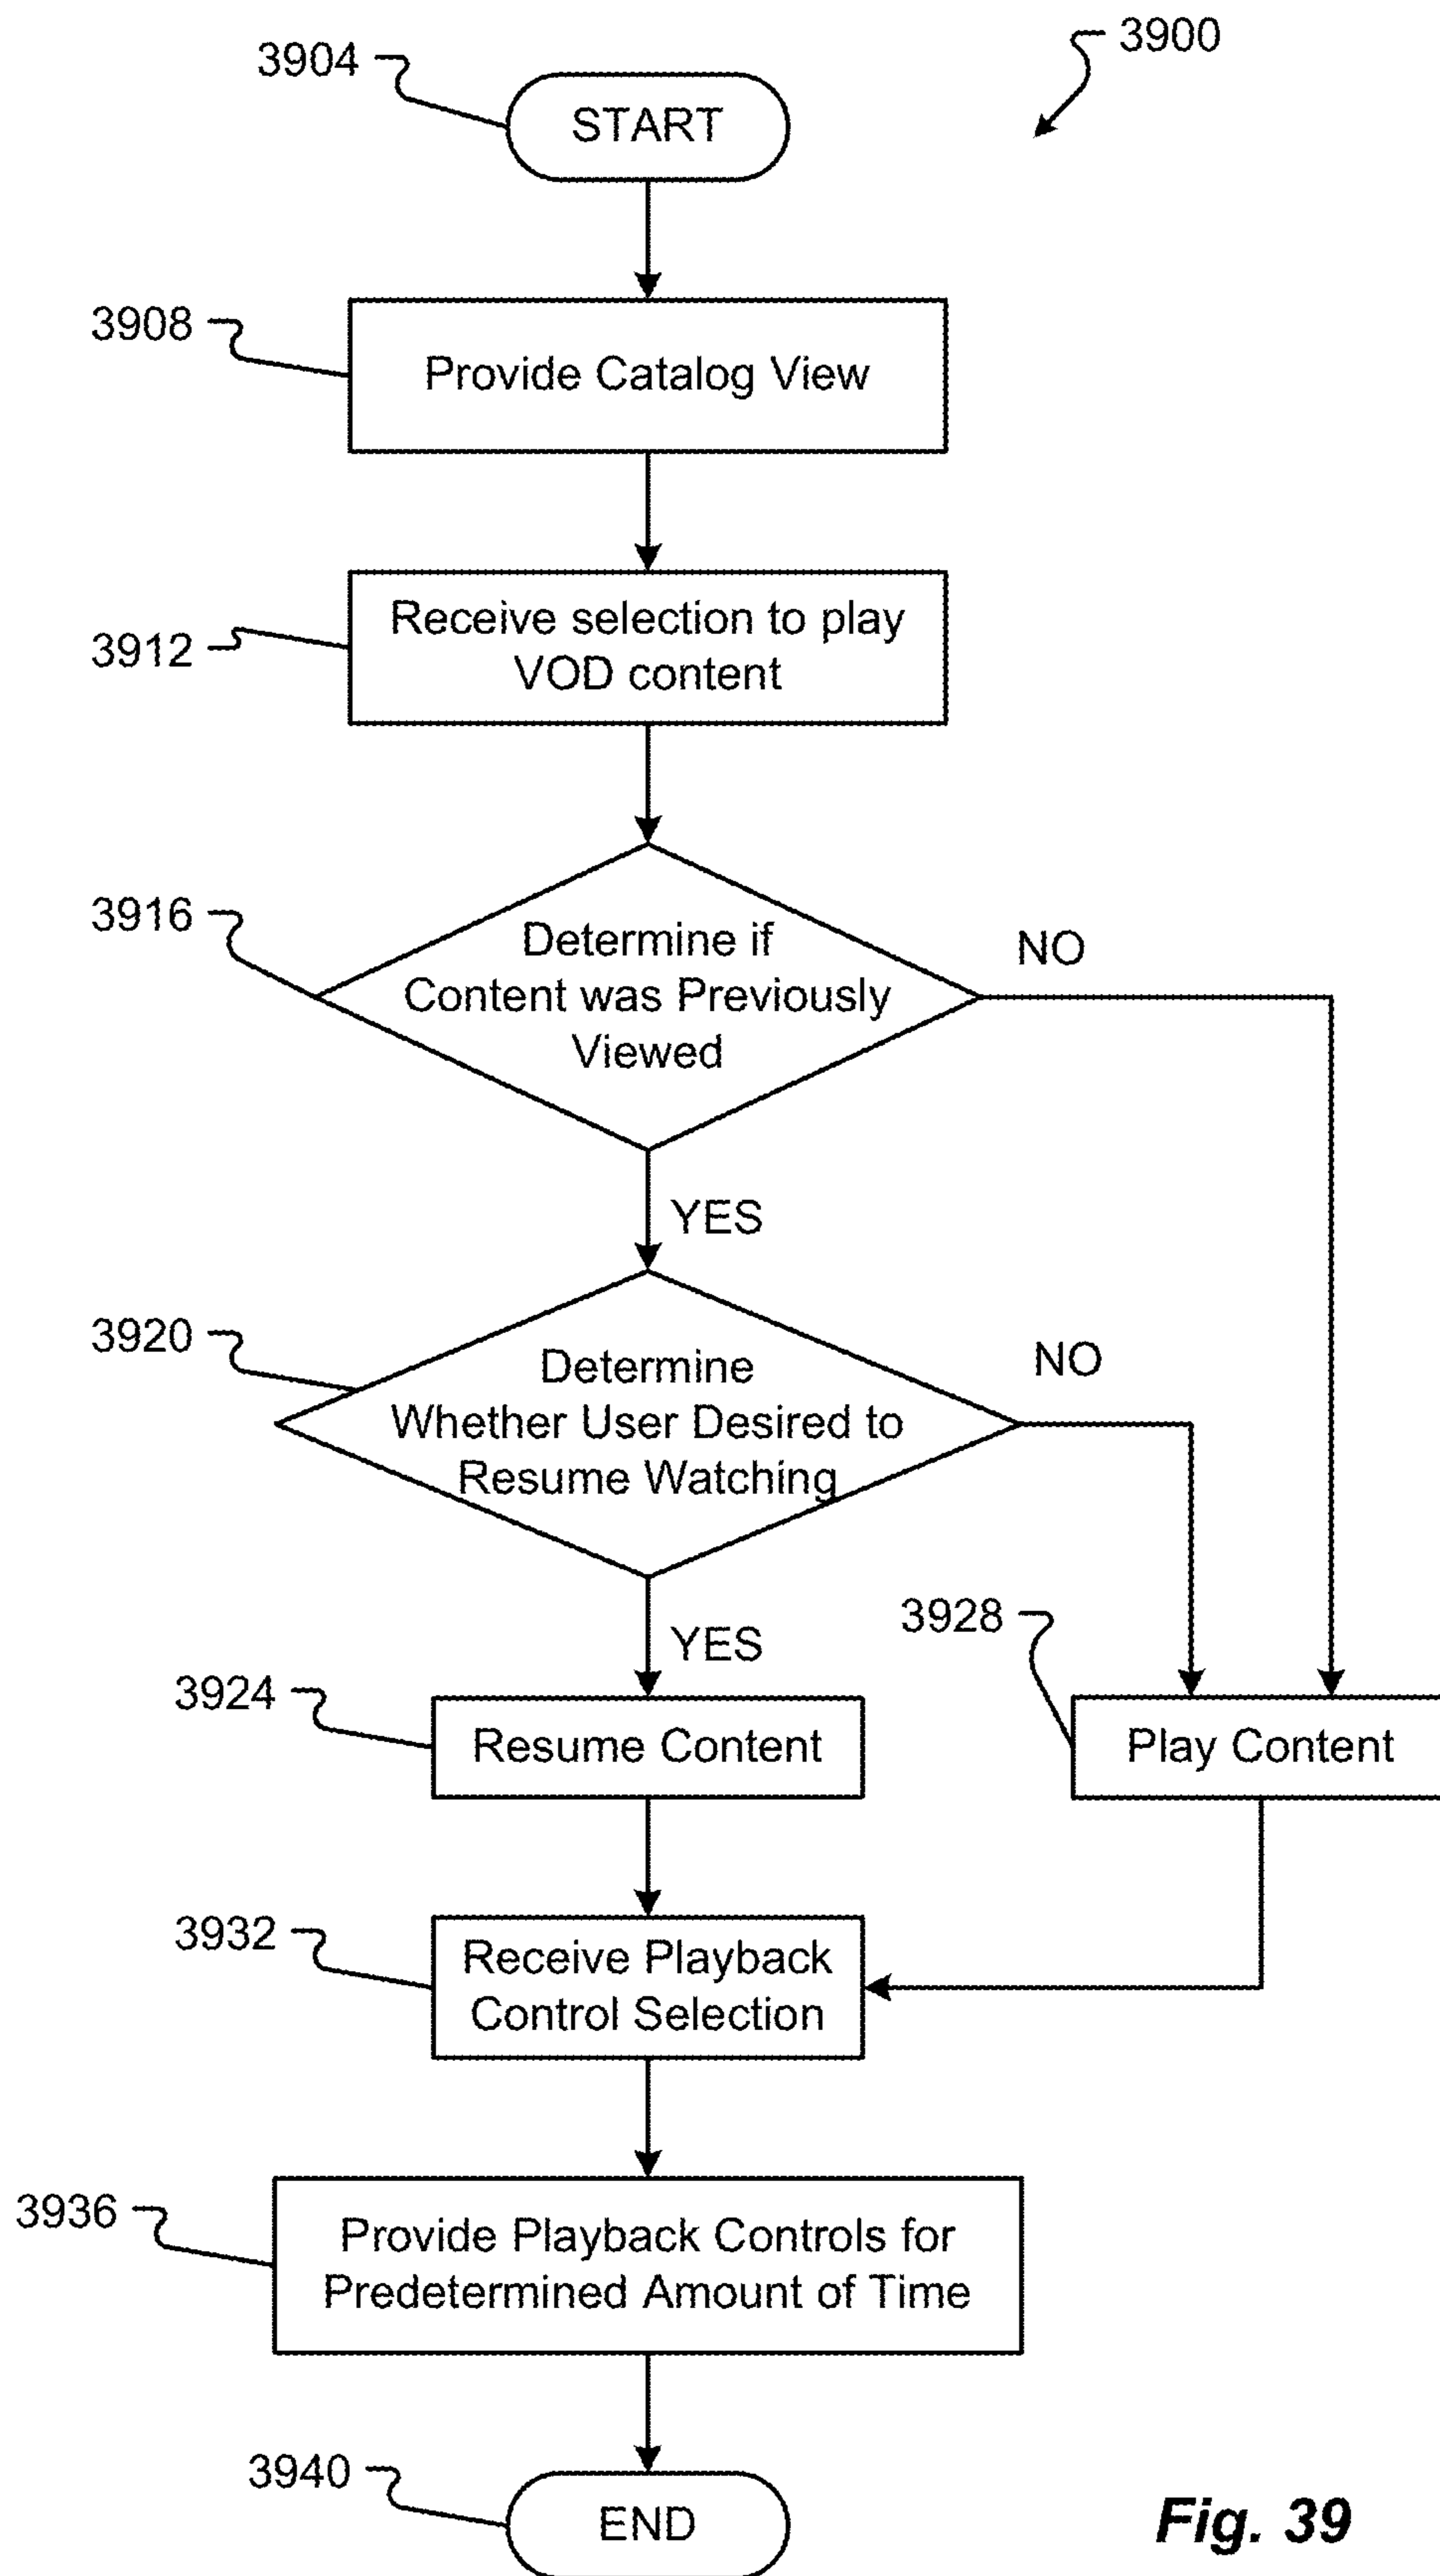 3900
3904
START
3908
Provide Catalog View
3912
Receive selection to play
VOD content
3916
Determine if
Content was Previously
Viewed
NO
YES
3920
Determine
Whether User Desired to
Resume Watching
NO
YES
3924
Resume Content
3928
Play Content
3932
Receive Playback
Control Selection
3936
Provide Playback Controls for
Predetermined Amount of Time
3940
END
Fig. 39